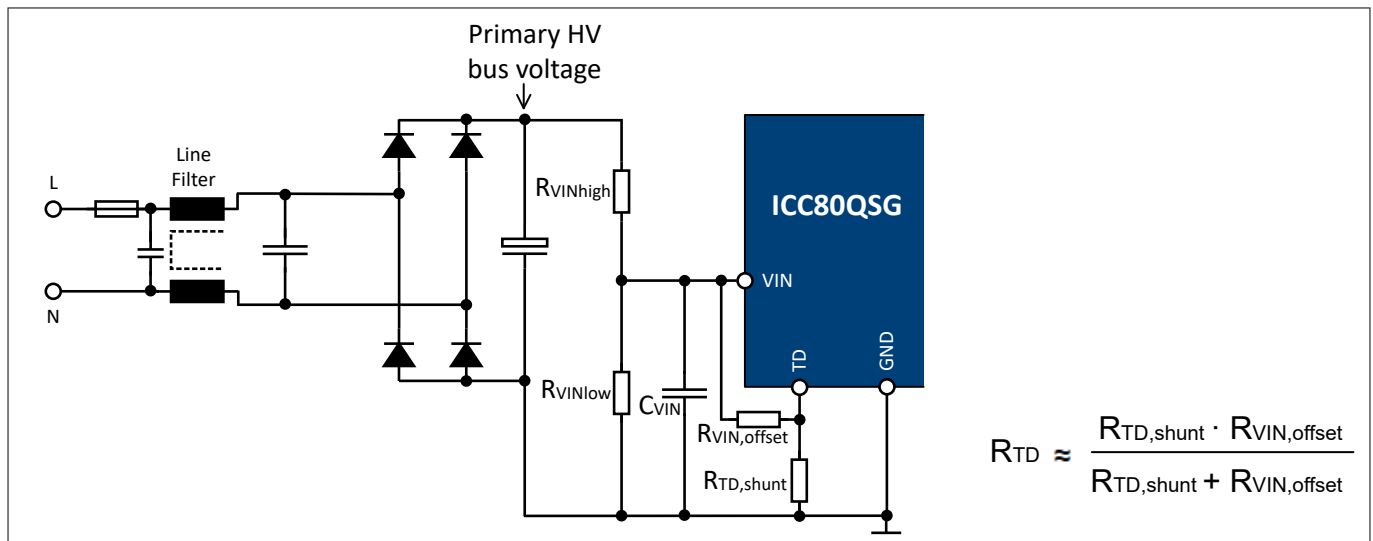 Primary HV
bus voltage
Line
Filter
L
N
RVINhigh
ICC80QSG
VIN
TD
GND
RVINlow
CVIN
RVIN,offset
RTD,shunt
RTD ≈ RTD,shunt · RVIN,offset
RTD,shunt + RVIN,offset